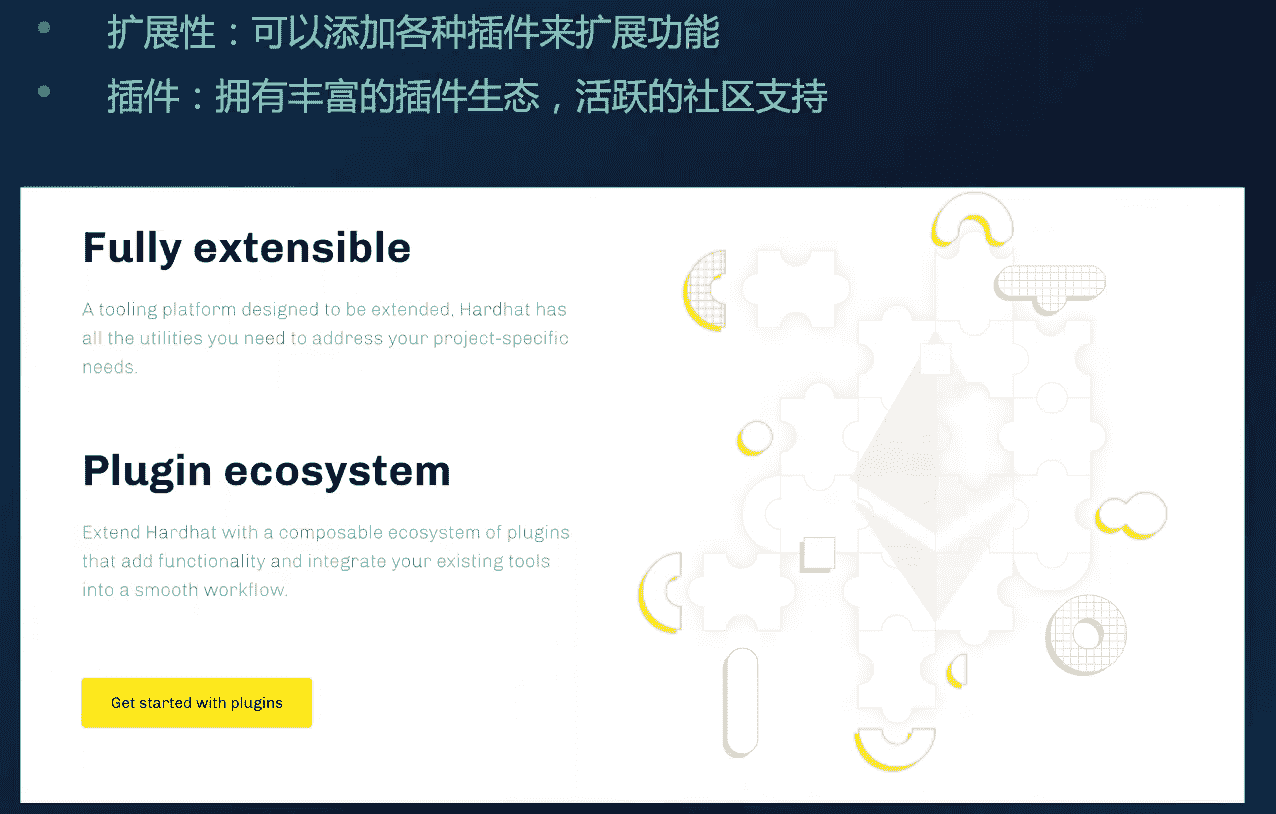 扩展性：可以添加各种插件来扩展功能
插件：拥有丰富的插件生态，活跃的社区支持
Fully extensible
A tooling platform designed to be extended. Hardhat has
all the utilities you need to address your project-specific
needs.
Plugin ecosystem
Extend Hardhat with a composable ecosystem of plugins
that add functionality and integrate your existing tools
into a smooth workflow.
Get started with plugins